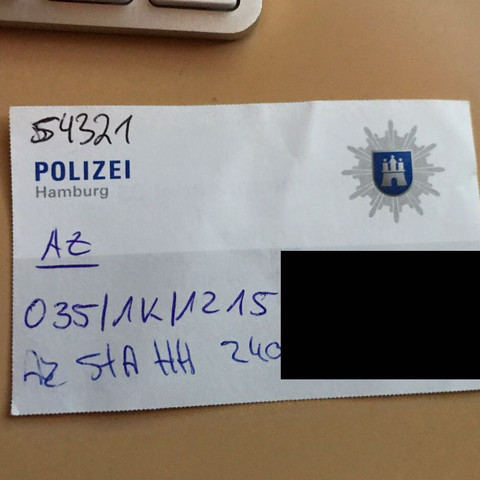 54321
POLIZEI
Hamburg
AZ
035/1K/1215
Az StA HH 240